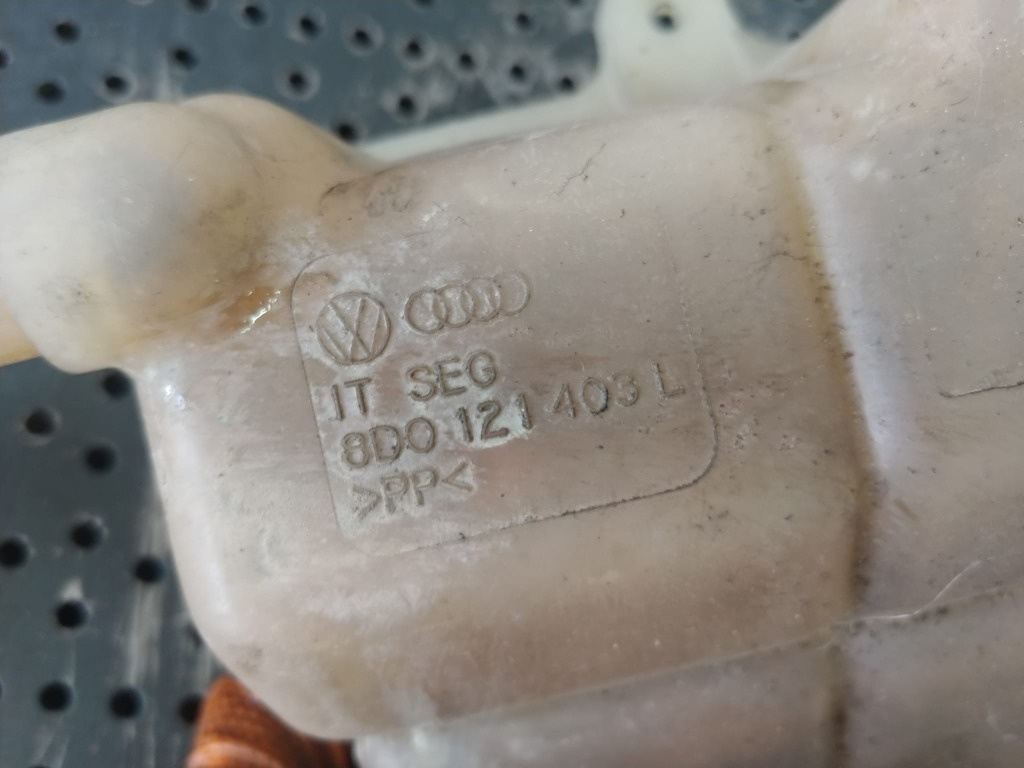 IT SEG
8D0 121 403 L
>PP<